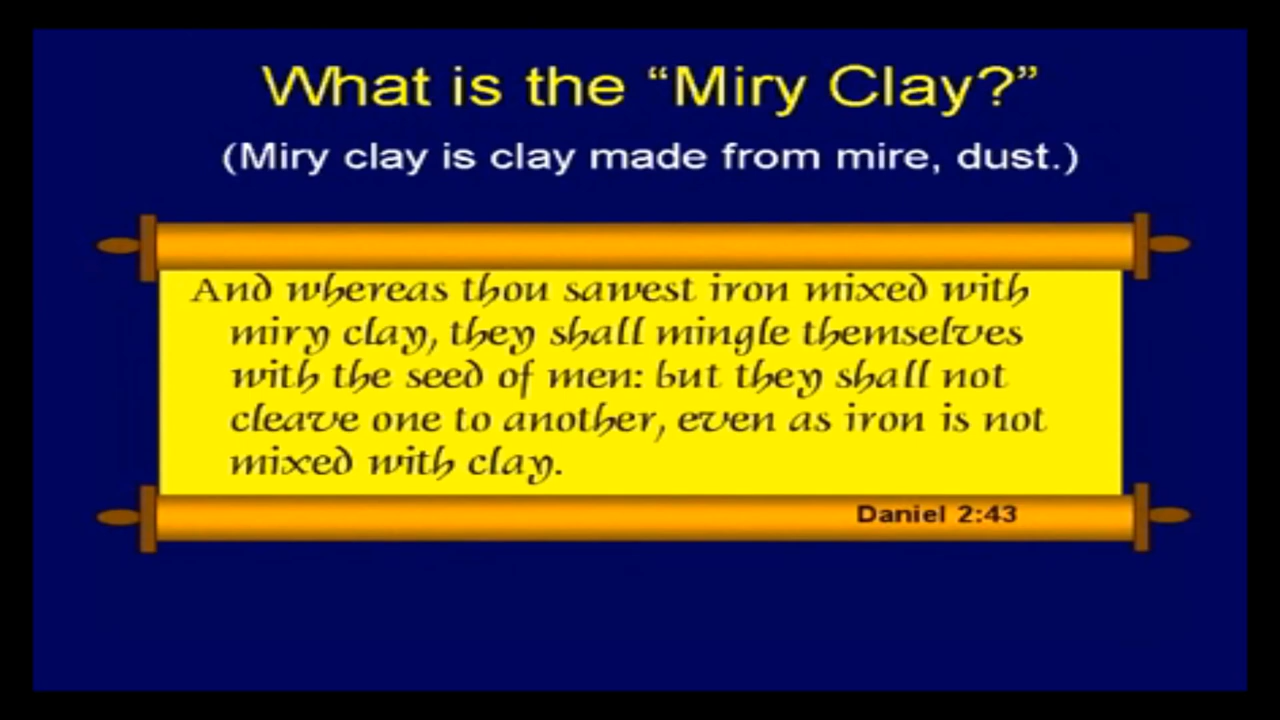 What is the “Miry Clay?”
(Miry clay is clay made from mire, dust.)
And whereas thou sawest iron mixed with
miry clay, they shall mingle themselves
with the seed of men: but they shall not
cleave one to another, even as iron is not
mixed with clay.
Daniel 2:43